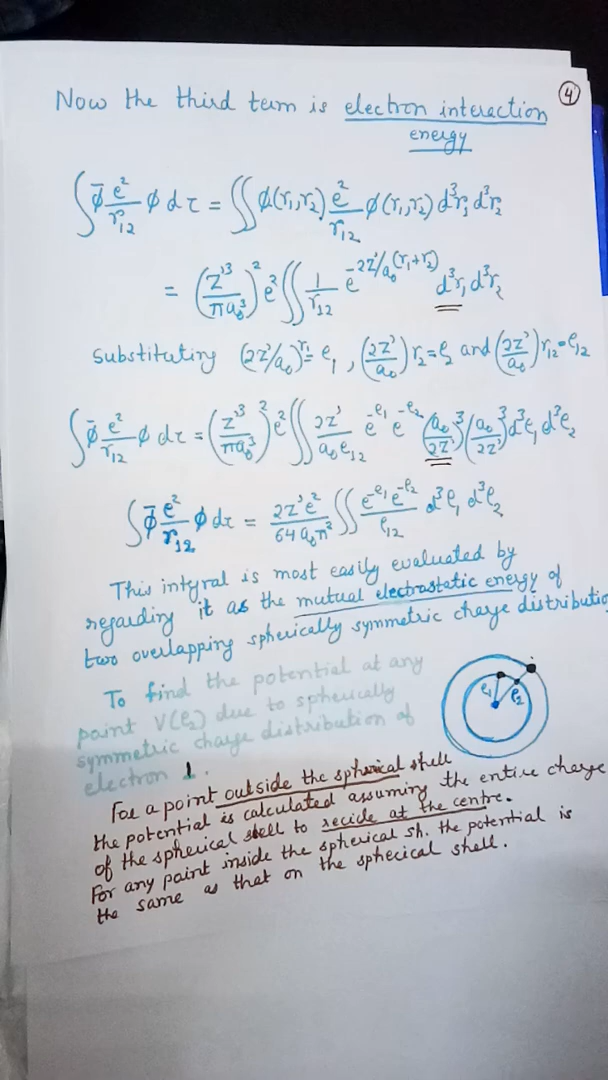 ④
Now the third term is electron interaction
energy
∫ϕ̄ e²/r₁₂ ϕ dτ = ∬ϕ(r₁,r₂) e²/r₁₂ ϕ(r₁,r₂) d³r₁ d³r₂
= (Z'³/πa₀³)² e² ∬ 1/r₁₂ e^(-2Z'/a₀(r₁+r₂)) d³r₁ d³r₂
Substituting (2Z'/a₀)r₁ = ρ₁, (2Z'/a₀) r₂ = ρ₂ and (2Z'/a₀) r₁₂ = ρ₁₂
∫ϕ̄ e²/r₁₂ ϕ dτ = (Z'³/πa₀³)² e² ∬ 2Z'/a₀ρ₁₂ e^(-ρ₁) e^(-ρ₂) (a₀/2Z')³ (a₀/2Z')³ d³ρ₁ d³ρ₂
∫ϕ̄ e²/r₁₂ ϕ dτ = 2Z'e²/64a₀π² ∬ e^(-ρ₁) e^(-ρ₂)/ρ₁₂ d³ρ₁ d³ρ₂
This intgral is most easily evaluated by
regarding it as the mutual electrostatic energy of
two overlapping spherically symmetric charge distributio
To find the potential at any
point V(ρ₂) due to spherically
symmetric charge distribution of
electron 1.
ρ₁ ρ₂
For a point outside the spherical shell
the potential is calculated assuming the entire charge
of the spherical shell to recide at the centre.
For any point inside the spherical sh. the potential is
the same as that on the spherical shell.